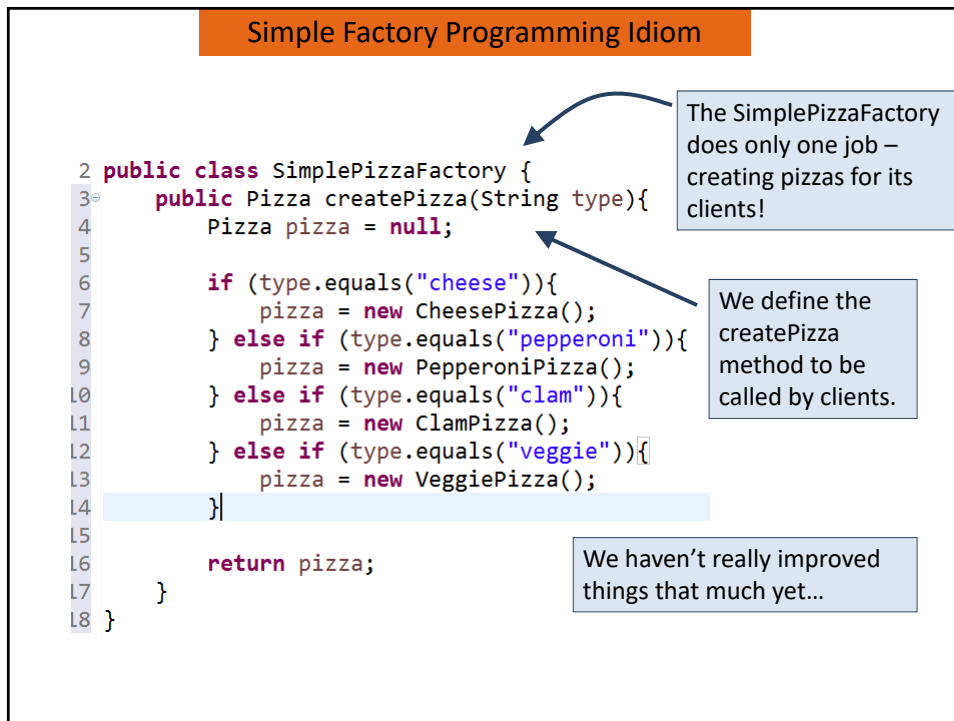 Simple Factory Programming Idiom
The SimplePizzaFactory
does only one job –
creating pizzas for its
clients!
2 public class SimplePizzaFactory {
3 public Pizza createPizza(String type){
4 Pizza pizza = null;
5
6 if (type.equals("cheese")){
7 pizza = new CheesePizza();
8 } else if (type.equals("pepperoni")){
9 pizza = new PepperoniPizza();
10 } else if (type.equals("clam")){
11 pizza = new ClamPizza();
12 } else if (type.equals("veggie")){
13 pizza = new VeggiePizza();
14 }
15
16 return pizza;
17 }
18 }
We define the
createPizza
method to be
called by clients.
We haven’t really improved
things that much yet…